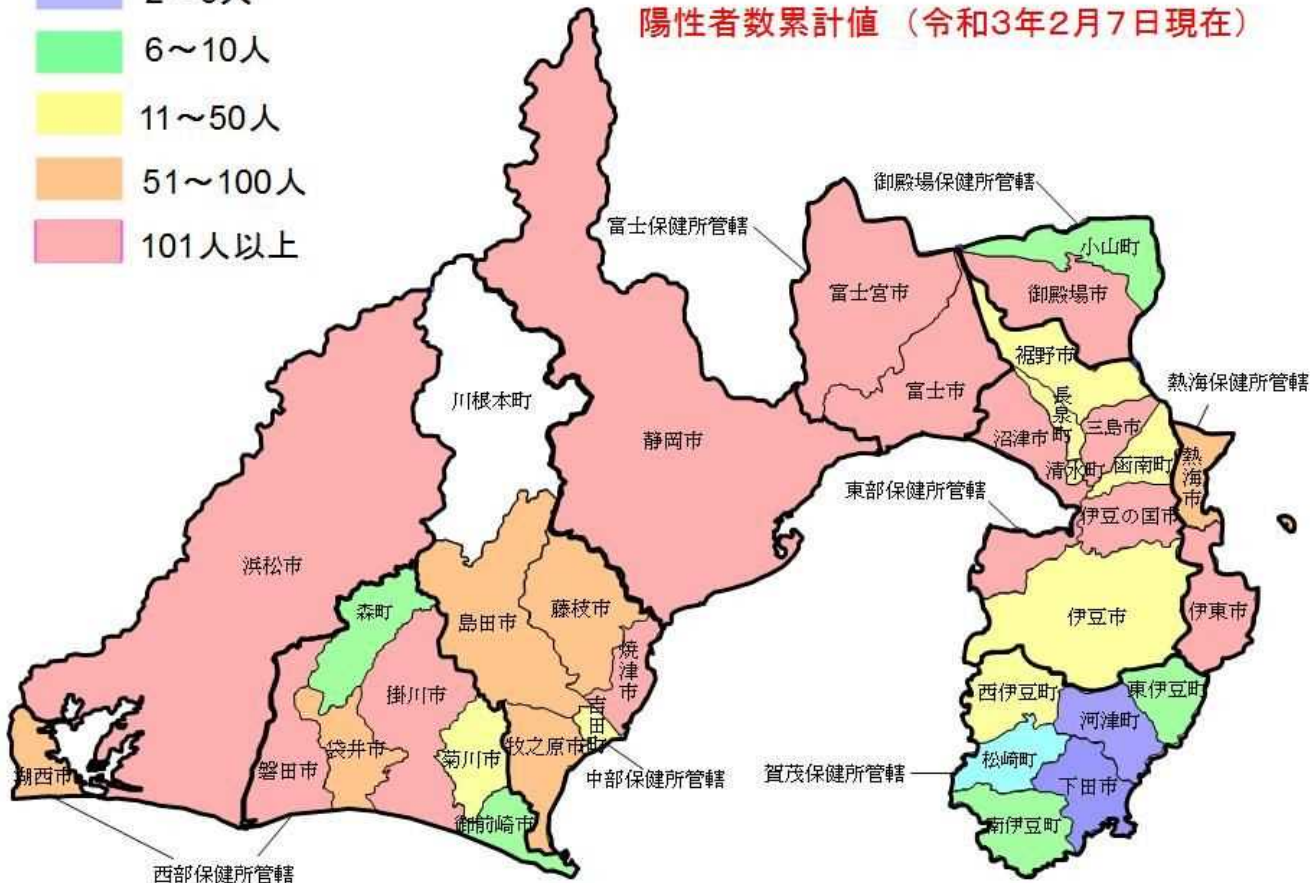 陽性者数累計値 （令和3年2月7日現在）
6～10人
11～50人
51～100人
101人以上
御殿場保健所管轄
富士保健所管轄
小山町
富士宮市
御殿場市
裾野市
熱海保健所管轄
川根本町
富士市
長泉町
三島市
静岡市
沼津市
清水町
函南町
熱海市
東部保健所管轄
伊豆の国市
浜松市
森町
島田市
藤枝市
伊豆市
伊東市
焼津市
掛川市
西伊豆町
東伊豆町
吉田町
河津町
湖西市
磐田市
袋井市
菊川市
牧之原市
松崎町
中部保健所管轄
賀茂保健所管轄
下田市
御前崎市
南伊豆町
西部保健所管轄